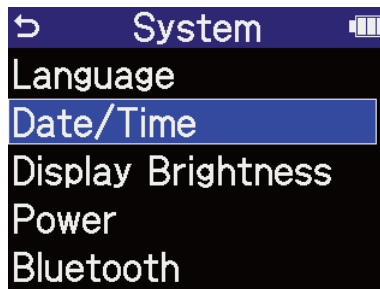 System
Language
Date/Time
Display Brightness
Power
Bluetooth